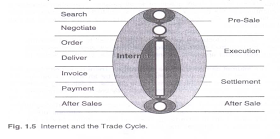 Search
Negotiate
Pre-Sale
Order
Deliver
Internet
Execution
Invoice
Payment
Settlement
After Sales
After Sale
Fig. 1.5 Internet and the Trade Cycle.